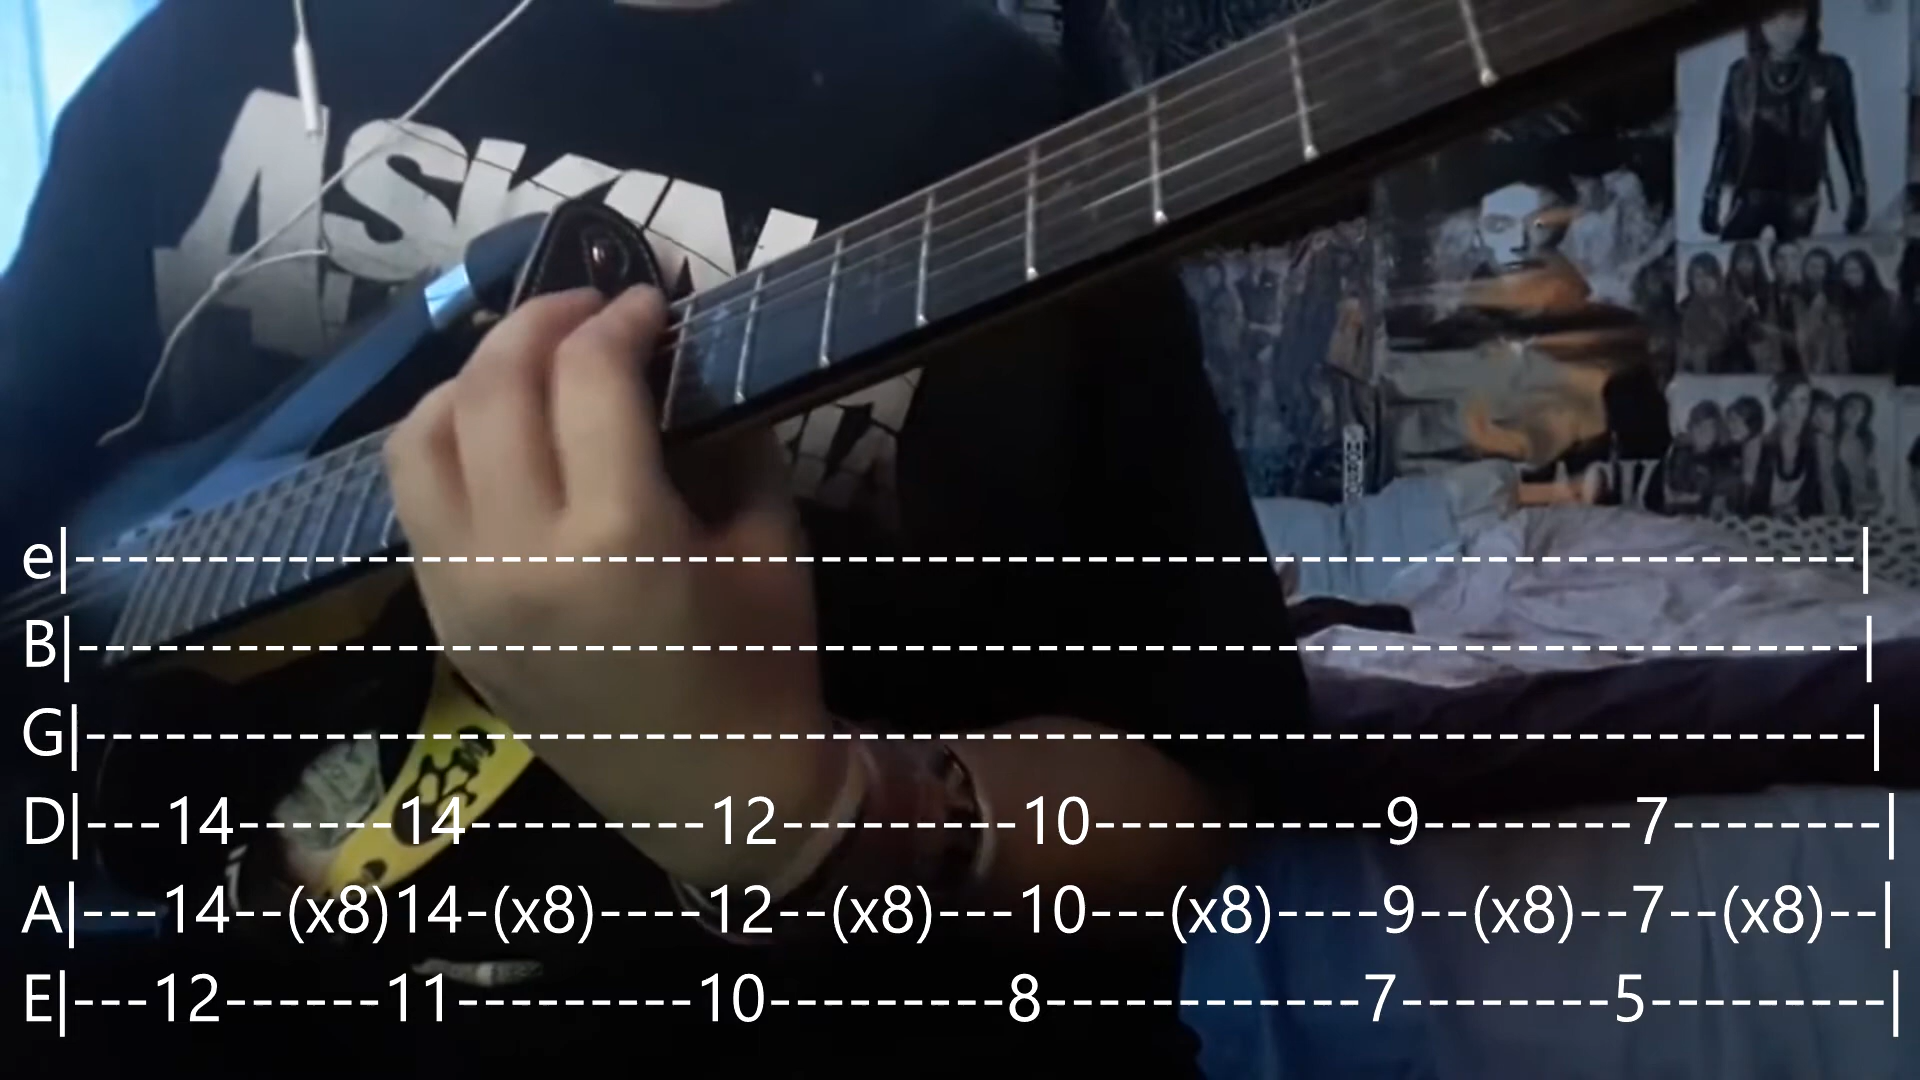 ASKIN
e|-----------------------------------------------------------------------------------------------|
B|-----------------------------------------------------------------------------------------------|
G|-----------------------------------------------------------------------------------------------|
D|---14------14---------12---------10-----------9--------7--------|
A|---14--(x8)14-(x8)----12--(x8)---10---(x8)----9--(x8)--7--(x8)--|
E|---12------11---------10---------8------------7--------5---------|